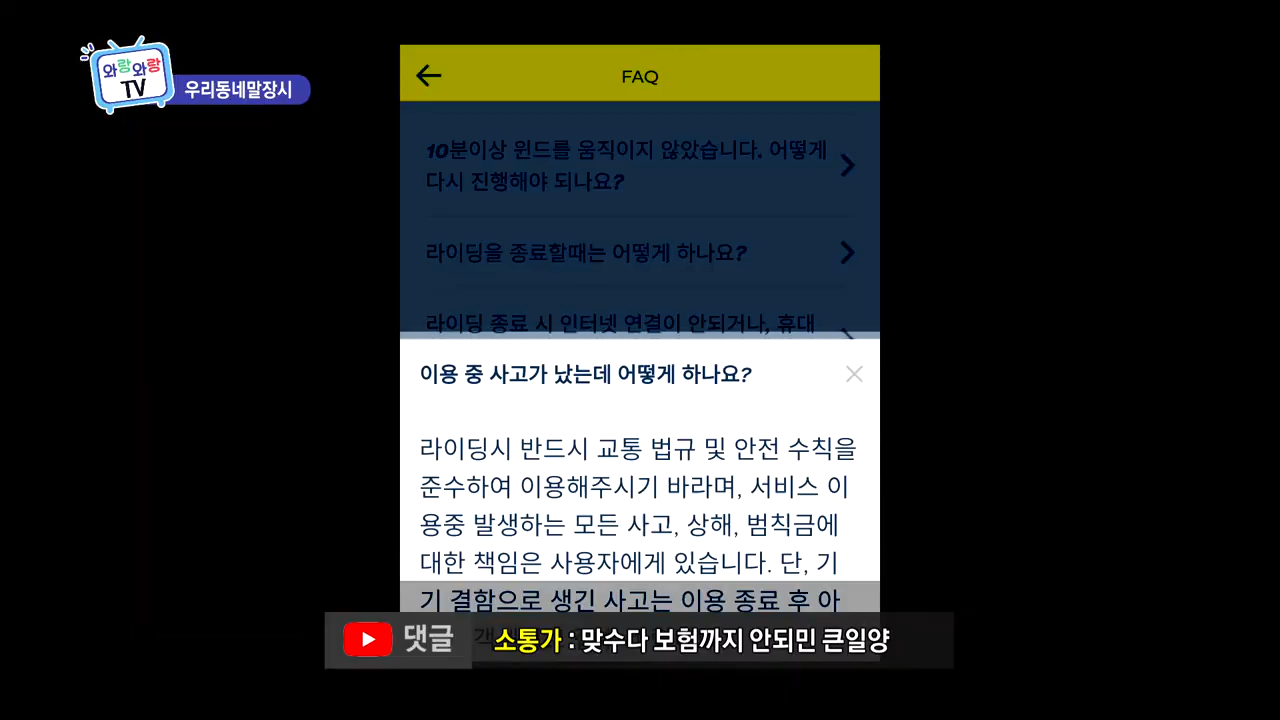 와랑와랑
TV
우리동네말장시
FAQ
10분이상 윈드를 움직이지 않았습니다. 어떻게
다시 진행해야 되나요?
라이딩을 종료할때는 어떻게 하나요?
라이딩 종료 시 인터넷 연결이 안되거나, 휴대
이용 중 사고가 났는데 어떻게 하나요?
라이딩시 반드시 교통 법규 및 안전 수칙을
준수하여 이용해주시기 바라며, 서비스 이
용중 발생하는 모든 사고, 상해, 범칙금에
대한 책임은 사용자에게 있습니다. 단, 기
기 결함으로 생긴 사고는 이용 종료 후 아
댓글 소통가 : 맞수다 보험까지 안되민 큰일양